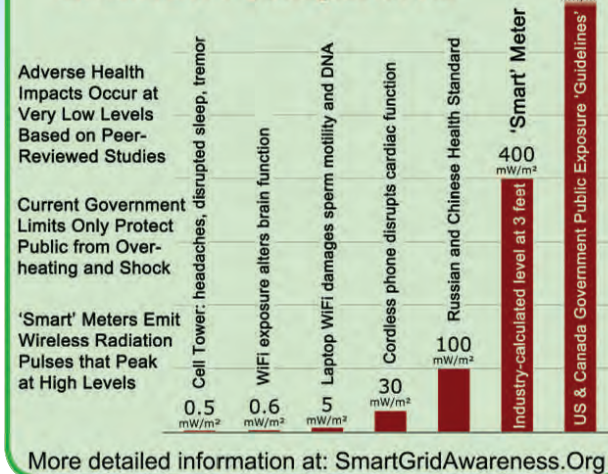 Adverse Health
Impacts Occur at
Very Low Levels
Based on Peer-
Reviewed Studies
Current Government
Limits Only Protect
Public from Over-
heating and Shock
'Smart' Meters Emit
Wireless Radiation
Pulses that Peak
at High Levels
Cell Tower: headaches, disrupted sleep, tremor
0.5
mW/m²
WiFi exposure alters brain function
0.6
mW/m²
Laptop WiFi damages sperm motility and DNA
5
mW/m²
Cordless phone disrupts cardiac function
30
mW/m²
Russian and Chinese Health Standard
100
mW/m²
'Smart' Meter
400
mW/m²
Industry-calculated level at 3 feet
US & Canada Government Public Exposure 'Guidelines'
More detailed information at: SmartGridAwareness.Org